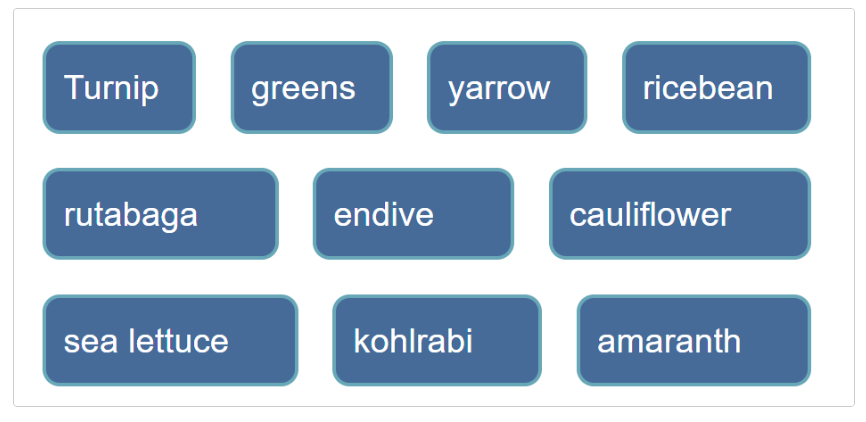 Turnip greens yarrow ricebean
rutabaga endive cauliflower
sea lettuce kohlrabi amaranth